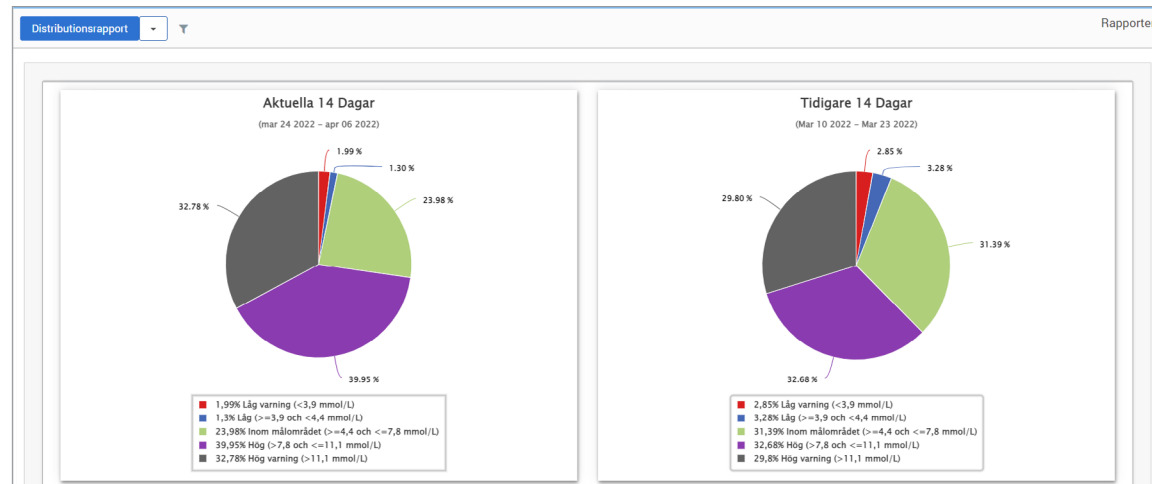 Distributionsrapport
Aktuella 14 Dagar
(mar 24 2022 – apr 06 2022)
1.99 %
1.30 %
23.98 %
32.78 %
39.95 %
1,99% Låg varning (<3,9 mmol/L)
1,3% Låg (>=3,9 och <4,4 mmol/L)
23,98% Inom målområdet (>=4,4 och <=7,8 mmol/L)
39,95% Hög (>7,8 och <=11,1 mmol/L)
32,78% Hög varning (>11,1 mmol/L)
Tidigare 14 Dagar
(Mar 10 2022 – Mar 23 2022)
2.85 %
3.28 %
29.80 %
31.39 %
32.68 %
2,85% Låg varning (<3,9 mmol/L)
3,28% Låg (>=3,9 och <4,4 mmol/L)
31,39% Inom målområdet (>=4,4 och <=7,8 mmol/L)
32,68% Hög (>7,8 och <=11,1 mmol/L)
29,8% Hög varning (>11,1 mmol/L)